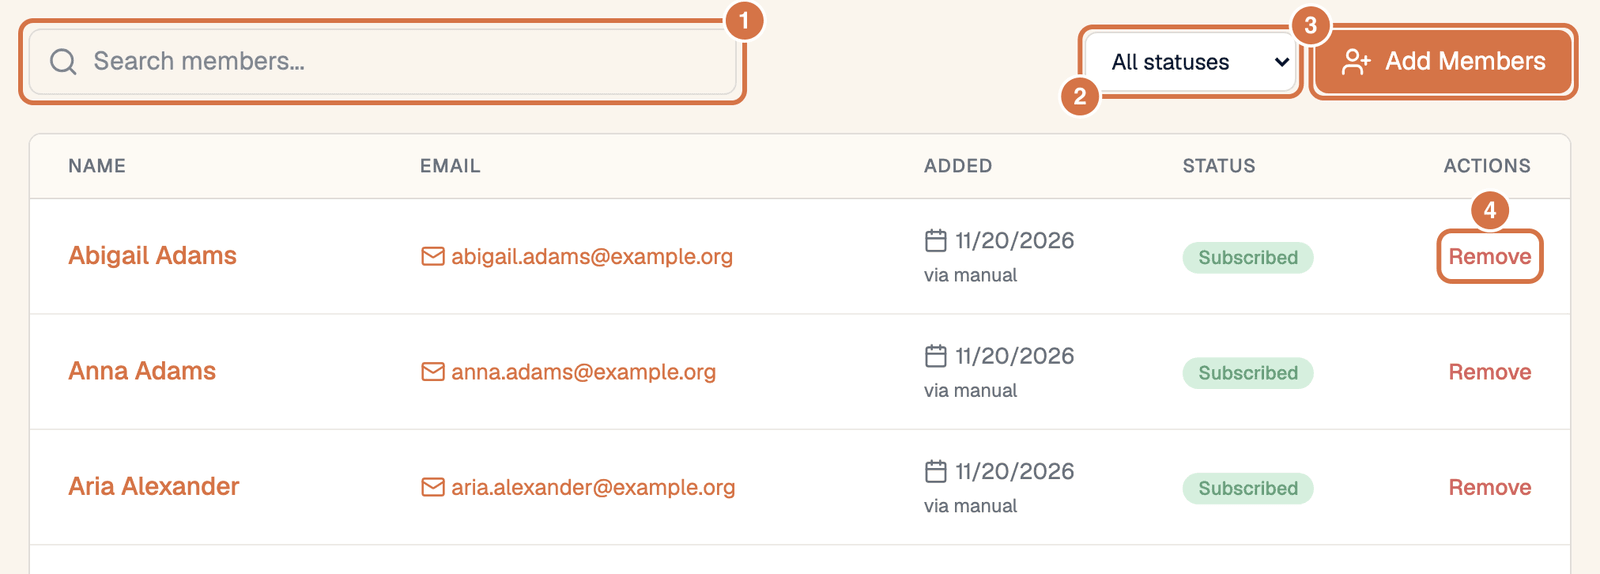 1
Search members...
2
All statuses
3
Add Members
NAME EMAIL ADDED STATUS ACTIONS
4
Abigail Adams abigail.adams@example.org 11/20/2026 Subscribed Remove
via manual
Anna Adams anna.adams@example.org 11/20/2026 Subscribed Remove
via manual
Aria Alexander aria.alexander@example.org 11/20/2026 Subscribed Remove
via manual